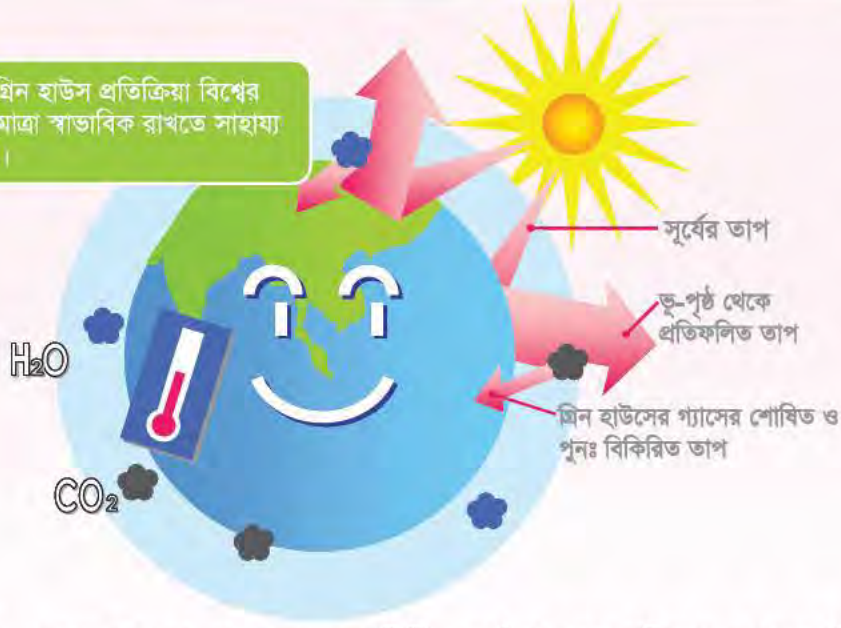 গ্রিন হাউস প্রতিক্রিয়া বিশ্বের
মাত্রা স্বাভাবিক রাখতে সাহায্য
।
সূর্যের তাপ
ভূ-পৃষ্ঠ থেকে
প্রতিফলিত তাপ
গ্রিন হাউসের গ্যাসের শোষিত ও
পুনঃ বিকিরিত তাপ
H₂O
CO₂